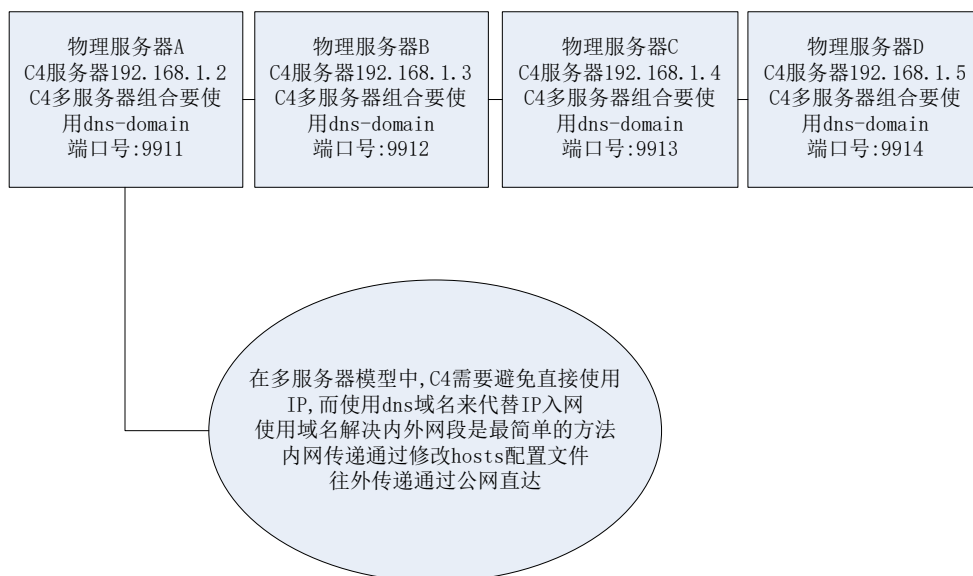 物理服务器A
C4服务器192.168.1.2
C4多服务器组合要使
用dns-domain
端口号:9911
物理服务器B
C4服务器192.168.1.3
C4多服务器组合要使
用dns-domain
端口号:9912
物理服务器C
C4服务器192.168.1.4
C4多服务器组合要使
用dns-domain
端口号:9913
物理服务器D
C4服务器192.168.1.5
C4多服务器组合要使
用dns-domain
端口号:9914
在多服务器模型中,C4需要避免直接使用
IP,而使用dns域名来代替IP入网
使用域名解决内外网段是最简单的方法
内网传递通过修改hosts配置文件
往外传递通过公网直达